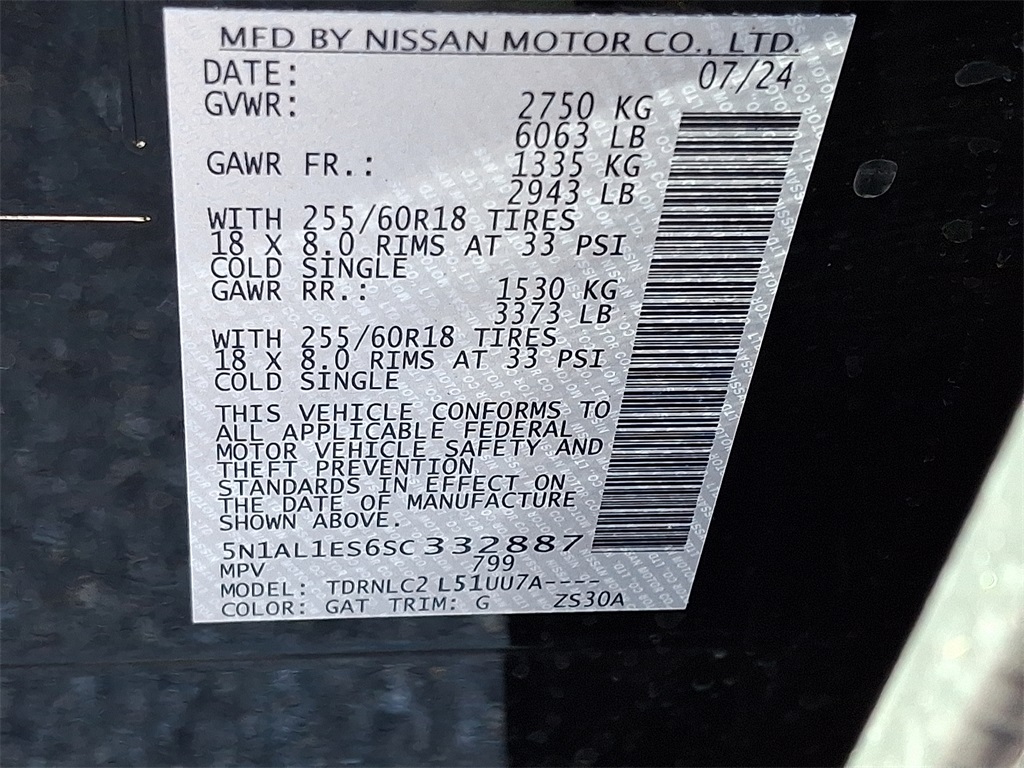 MFD BY NISSAN MOTOR CO., LTD.
DATE: 07/24
GVWR: 2750 KG
6063 LB
GAWR FR.: 1335 KG
2943 LB
WITH 255/60R18 TIRES
18 X 8.0 RIMS AT 33 PSI
COLD SINGLE
GAWR RR.: 1530 KG
3373 LB
WITH 255/60R18 TIRES
18 X 8.0 RIMS AT 33 PSI
COLD SINGLE
THIS VEHICLE CONFORMS TO
ALL APPLICABLE FEDERAL
MOTOR VEHICLE SAFETY AND
THEFT PREVENTION
STANDARDS IN EFFECT ON
THE DATE OF MANUFACTURE
SHOWN ABOVE.
5N1AL1ES6SC332887
MPV 799
MODEL: TDRNLC2 L51UU7A----
COLOR: GAT TRIM: G ZS30A